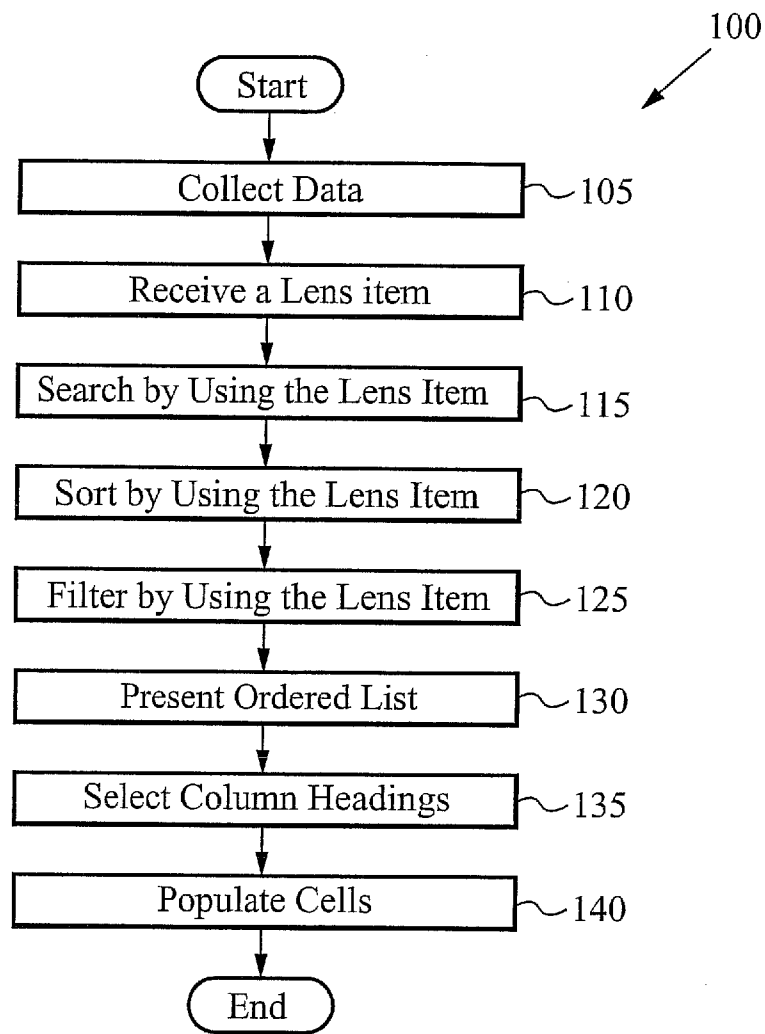 100
Start
Collect Data 105
Receive a Lens item 110
Search by Using the Lens Item 115
Sort by Using the Lens Item 120
Filter by Using the Lens Item 125
Present Ordered List 130
Select Column Headings 135
Populate Cells 140
End